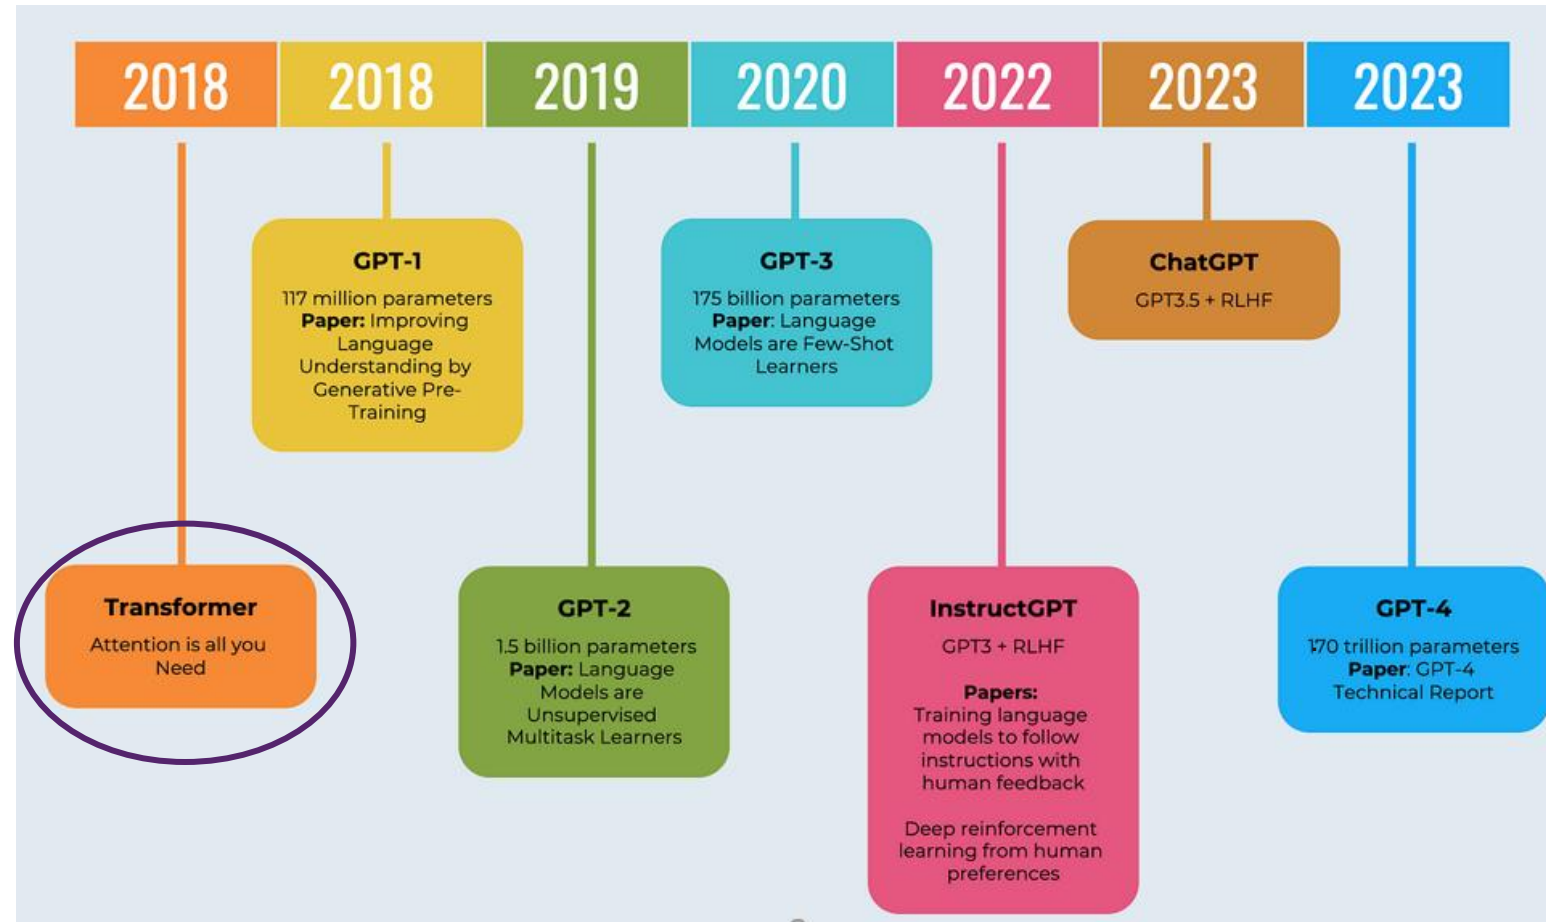 2018
2018
2019
2020
2022
2023
2023
GPT-1
117 million parameters
Paper: Improving
Language
Understanding by
Generative Pre-
Training
GPT-3
175 billion parameters
Paper: Language
Models are Few-Shot
Learners
ChatGPT
GPT3.5 + RLHF
Transformer
Attention is all you
Need
GPT-2
1.5 billion parameters
Paper: Language
Models are
Unsupervised
Multitask Learners
InstructGPT
GPT3 + RLHF
Papers:
Training language
models to follow
instructions with
human feedback
Deep reinforcement
learning from human
preferences
GPT-4
trillion parameters
Paper: GPT-4
Technical Report